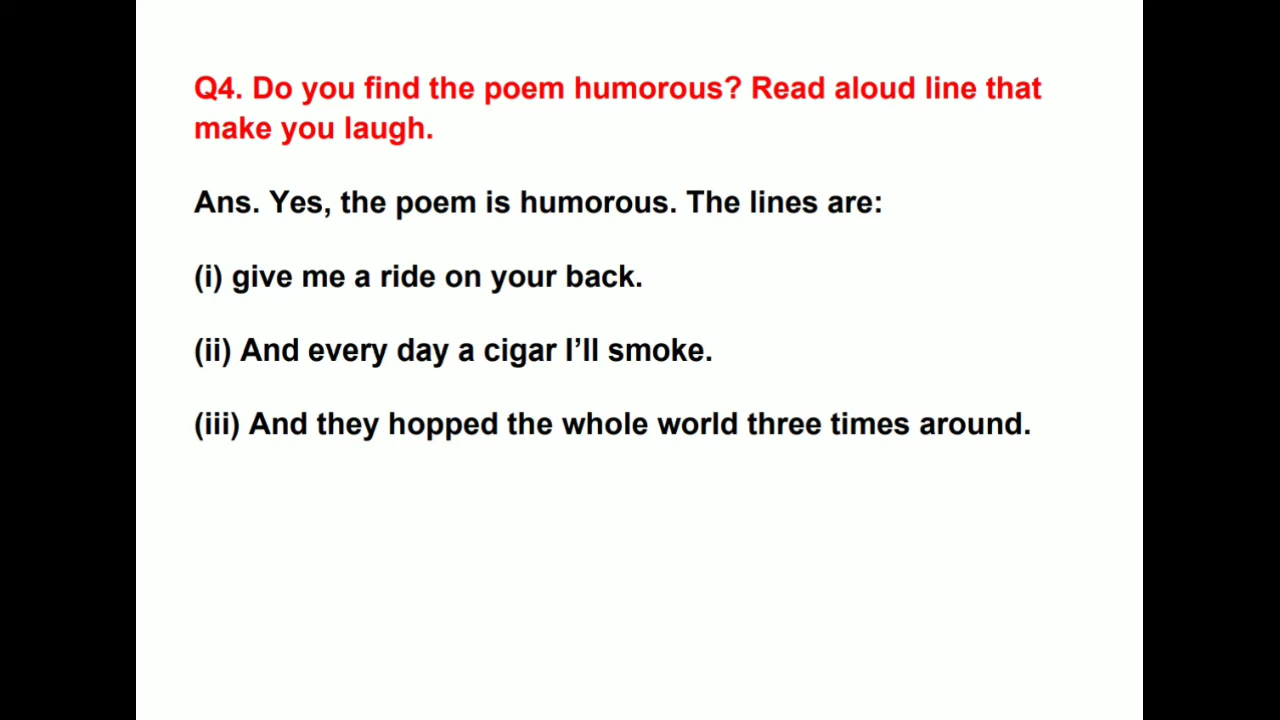 Q4. Do you find the poem humorous? Read aloud line that
make you laugh.
Ans. Yes, the poem is humorous. The lines are:
(i) give me a ride on your back.
(ii) And every day a cigar I’ll smoke.
(iii) And they hopped the whole world three times around.